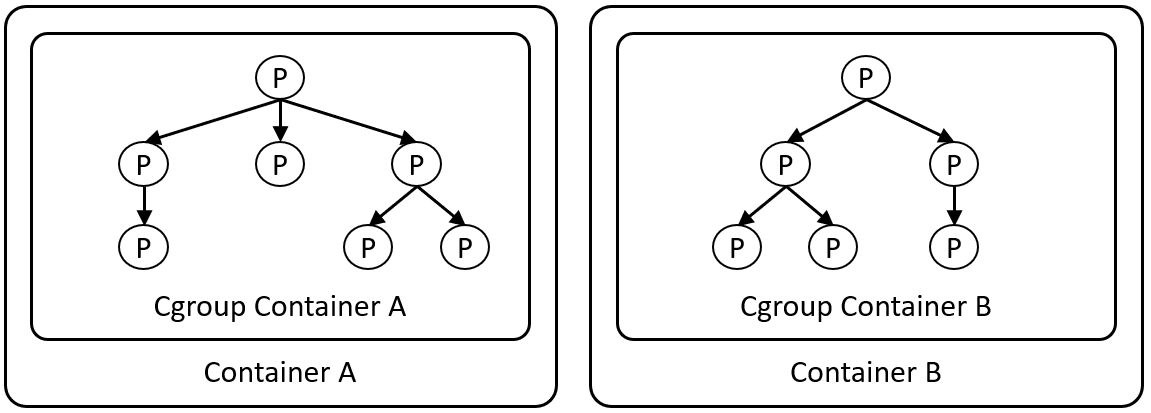 P
P P P
P P P
Cgroup Container A
Container A
P
P P
P P P
Cgroup Container B
Container B